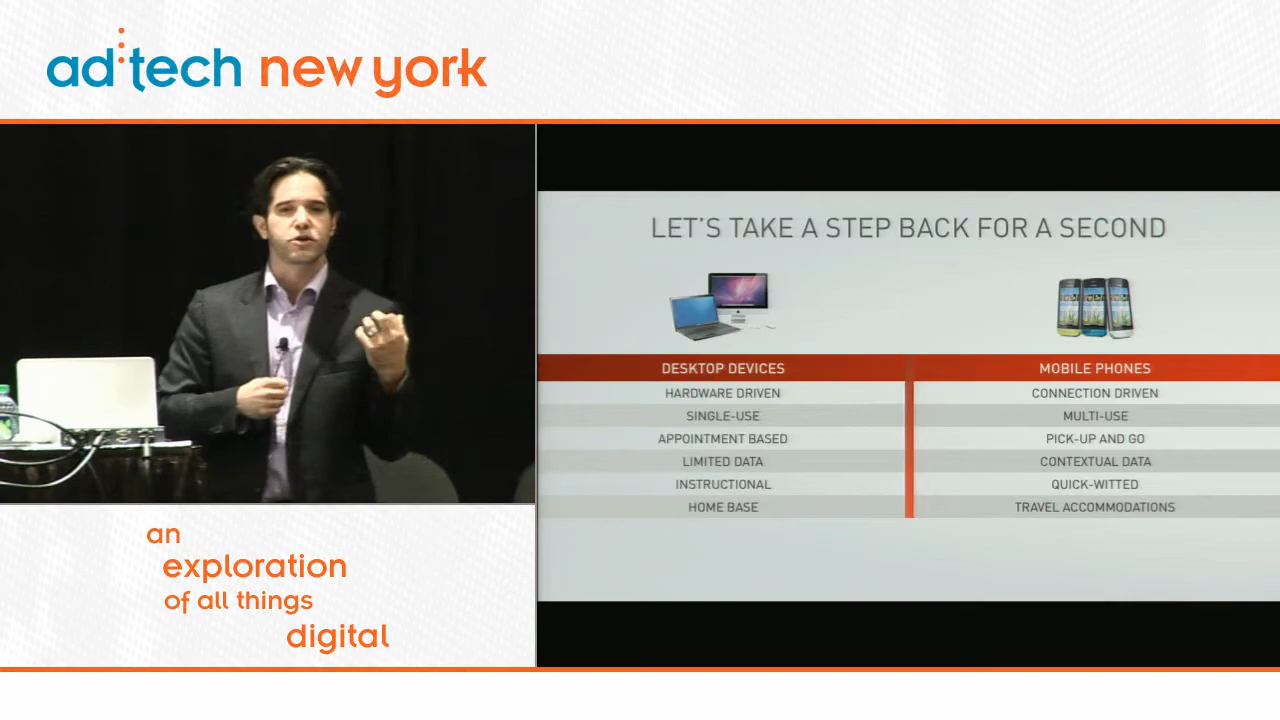 ad:tech new york
LET'S TAKE A STEP BACK FOR A SECOND
DESKTOP DEVICES MOBILE PHONES
HARDWARE DRIVEN CONNECTION DRIVEN
SINGLE-USE MULTI-USE
APPOINTMENT BASED PICK-UP AND GO
LIMITED DATA CONTEXTUAL DATA
INSTRUCTIONAL QUICK-WITTED
HOME BASE TRAVEL ACCOMMODATIONS
an
exploration
of all things
digital